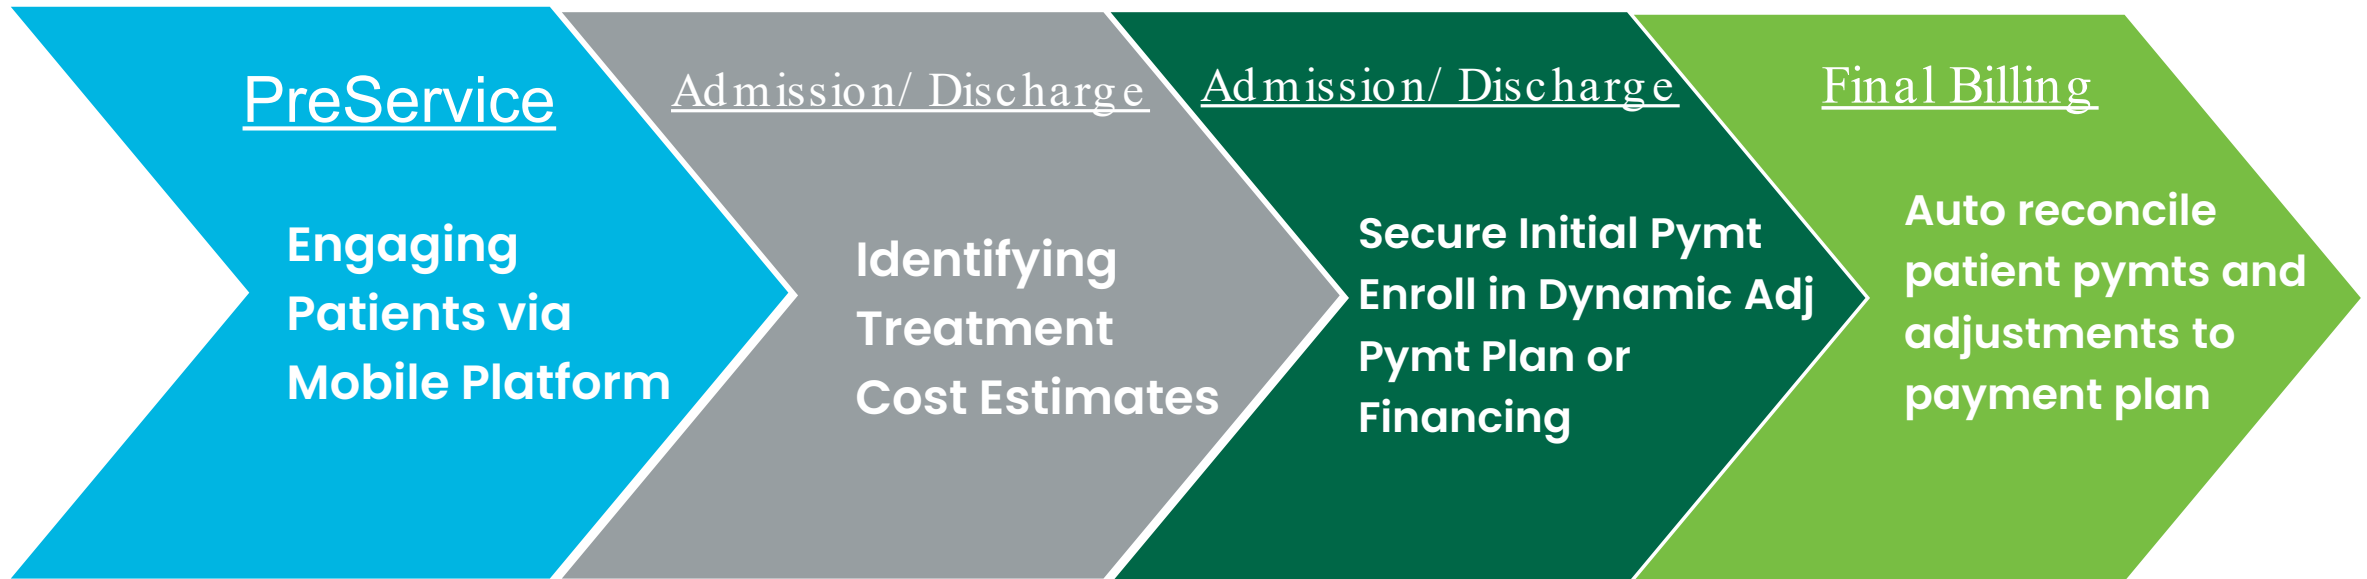 PreService
Engaging
Patients via
Mobile Platform
Admission/ Discharge
Identifying
Treatment
Cost Estimates
Admission/ Discharge
Secure Initial Pymt
Enroll in Dynamic Adj
Pymt Plan or
Financing
Final Billing
Auto reconcile
patient pymts and
adjustments to
payment plan